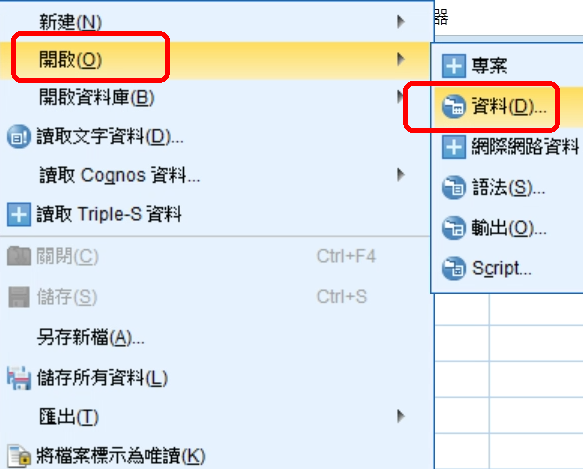 器
新建(N)
開啟(O)
開啟資料庫(B)
讀取文字資料(D)...
讀取 Cognos 資料...
讀取 Triple-S 資料
關閉(C) Ctrl+F4
儲存(S) Ctrl+S
另存新檔(A)...
儲存所有資料(L)
匯出(T)
將檔案標示為唯讀(K)
專案
資料(D)...
網際網路資料
語法(S)...
輸出(O)...
Script...